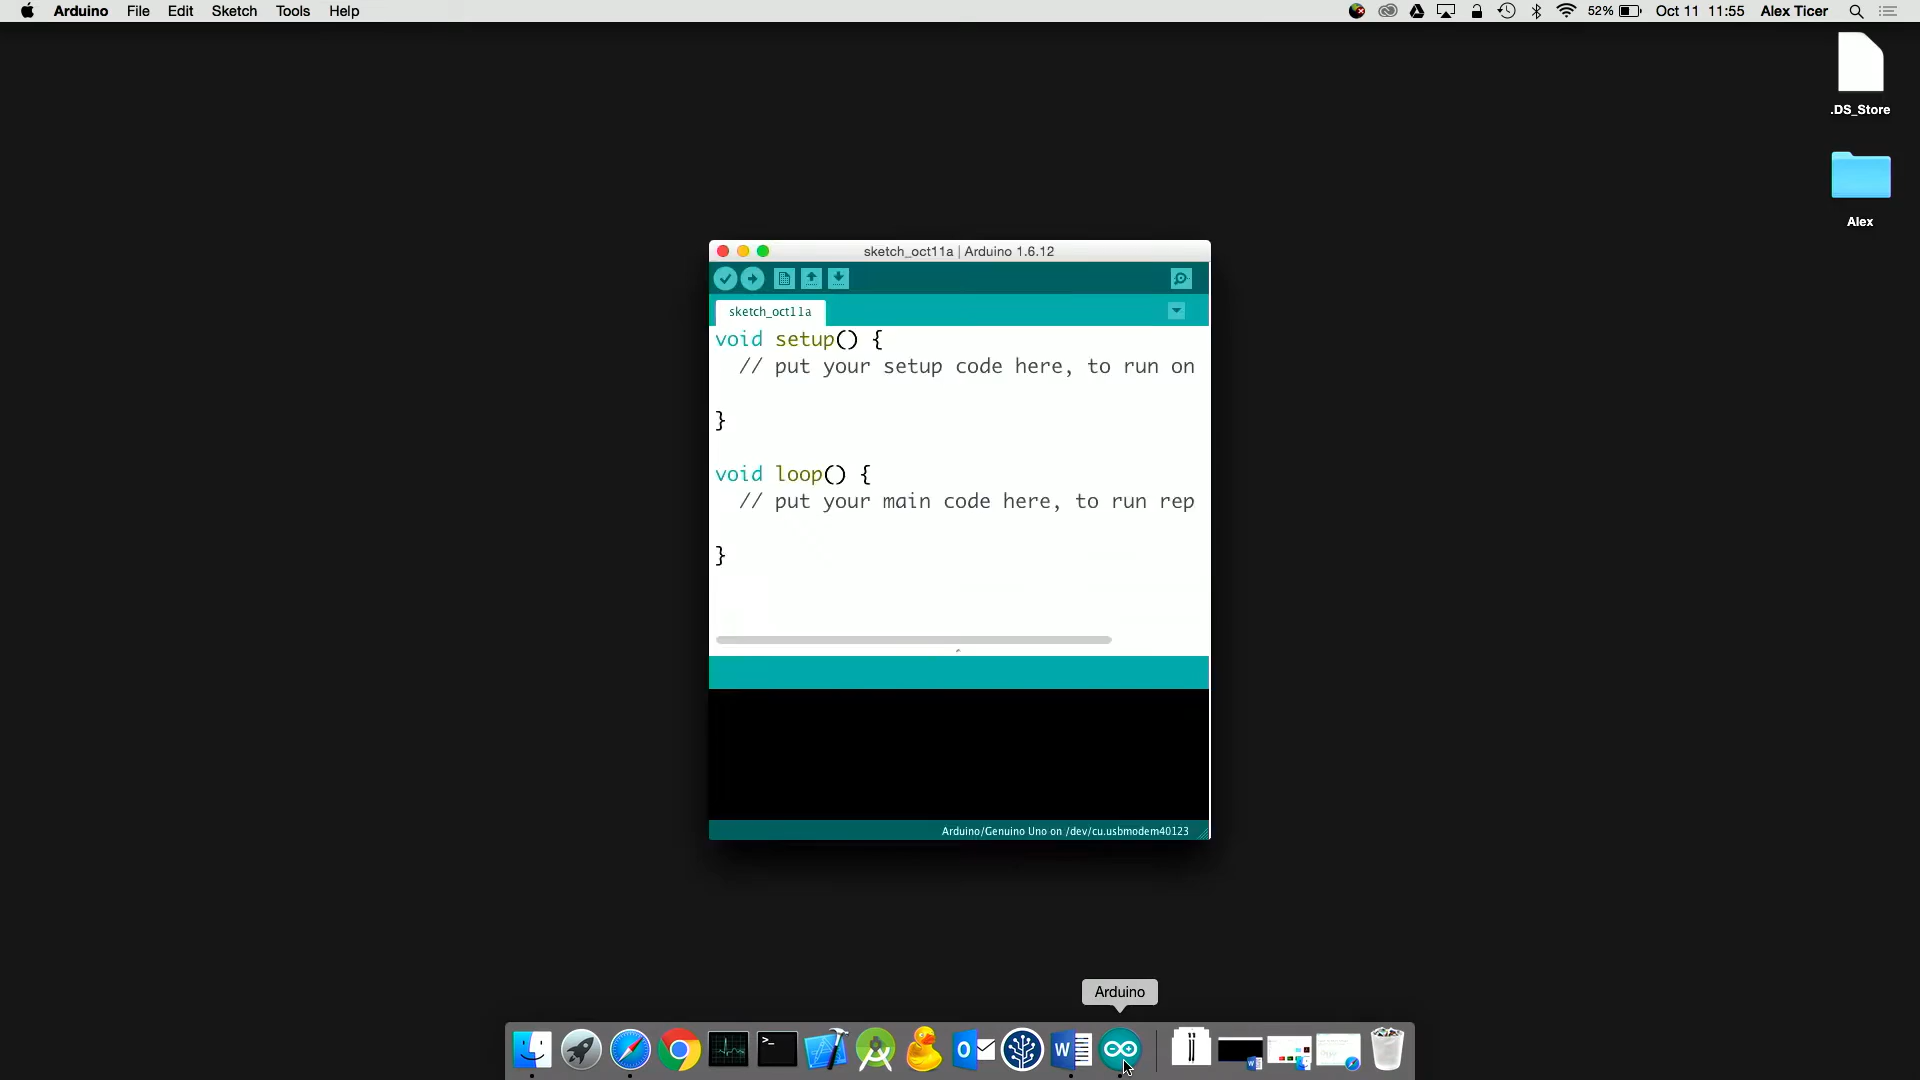 Arduino File Edit Sketch Tools Help 52% Oct 11 11:55 Alex Ticer
.DS_Store
Alex
sketch_oct11a | Arduino 1.6.12
sketch_oct11a
void setup() {
  // put your setup code here, to run on
}
void loop() {
  // put your main code here, to run rep
}
Arduino/Genuino Uno on /dev/cu.usbmodem40123
Arduino